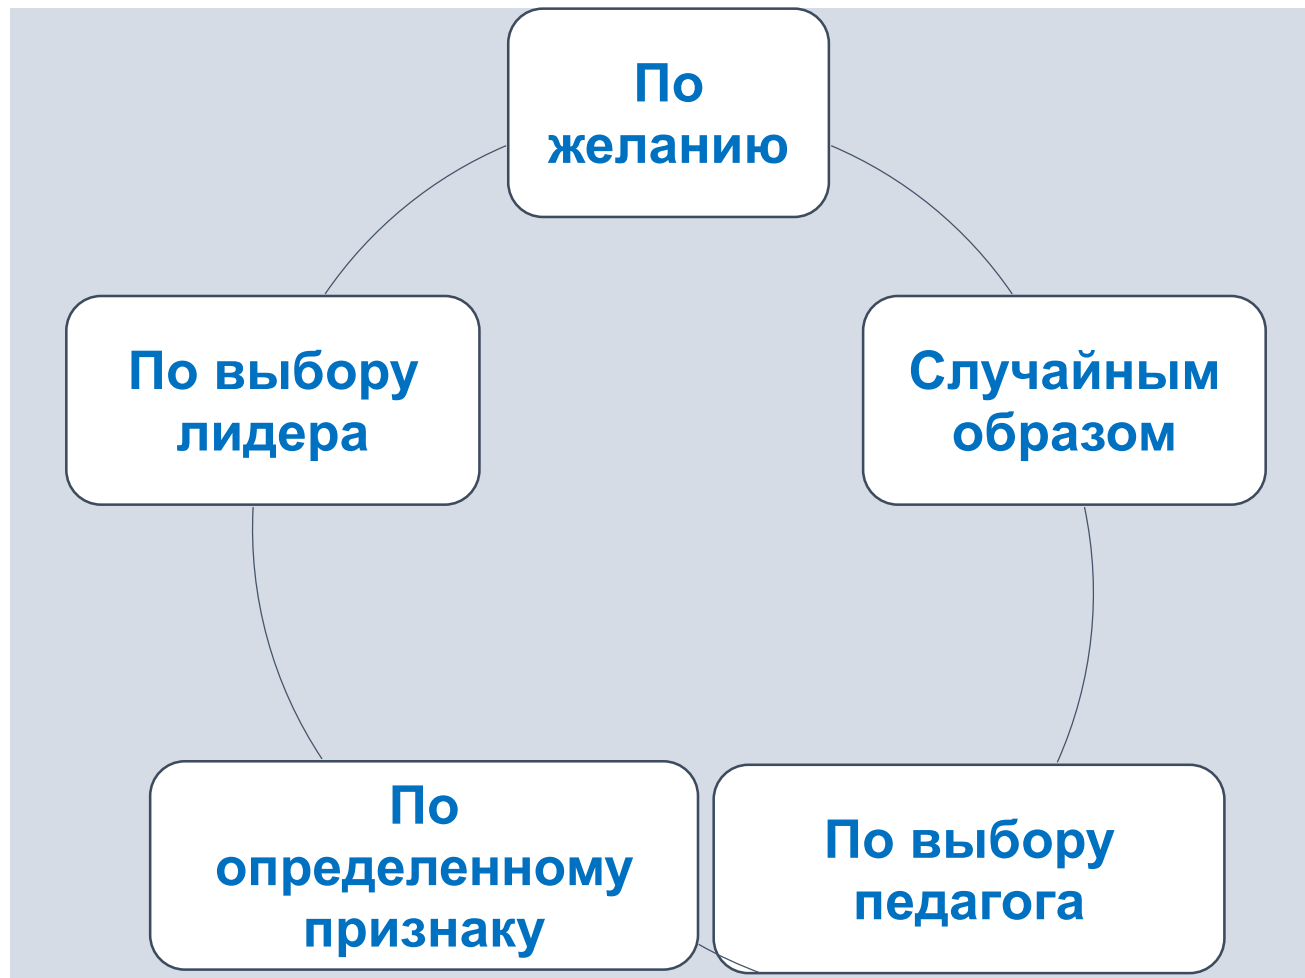 По
желанию
По выбору
лидера
Случайным
образом
По
определенному
признаку
По выбору
педагога